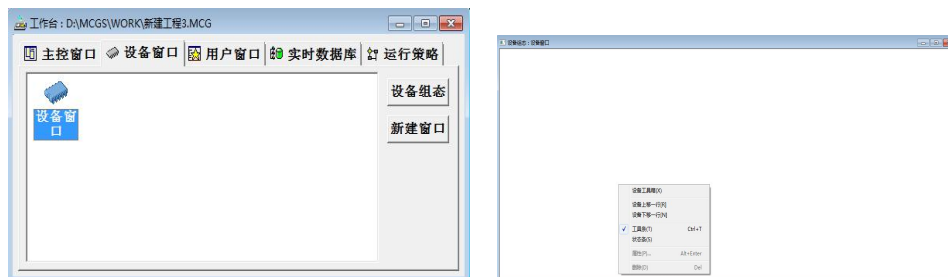 工作台 : D:\MCGS\WORK\新建工程3.MCG
主控窗口 设备窗口 用户窗口 实时数据库 运行策略
设备窗
口
设备组态
新建窗口
设备组态 : 设备窗口
设备工具箱(X)
设备上移一行[R]
设备下移一行[N]
✓ 工具条(T) Ctrl+T
状态条(S)
属性(P)... Alt+Enter
删除(D) Del